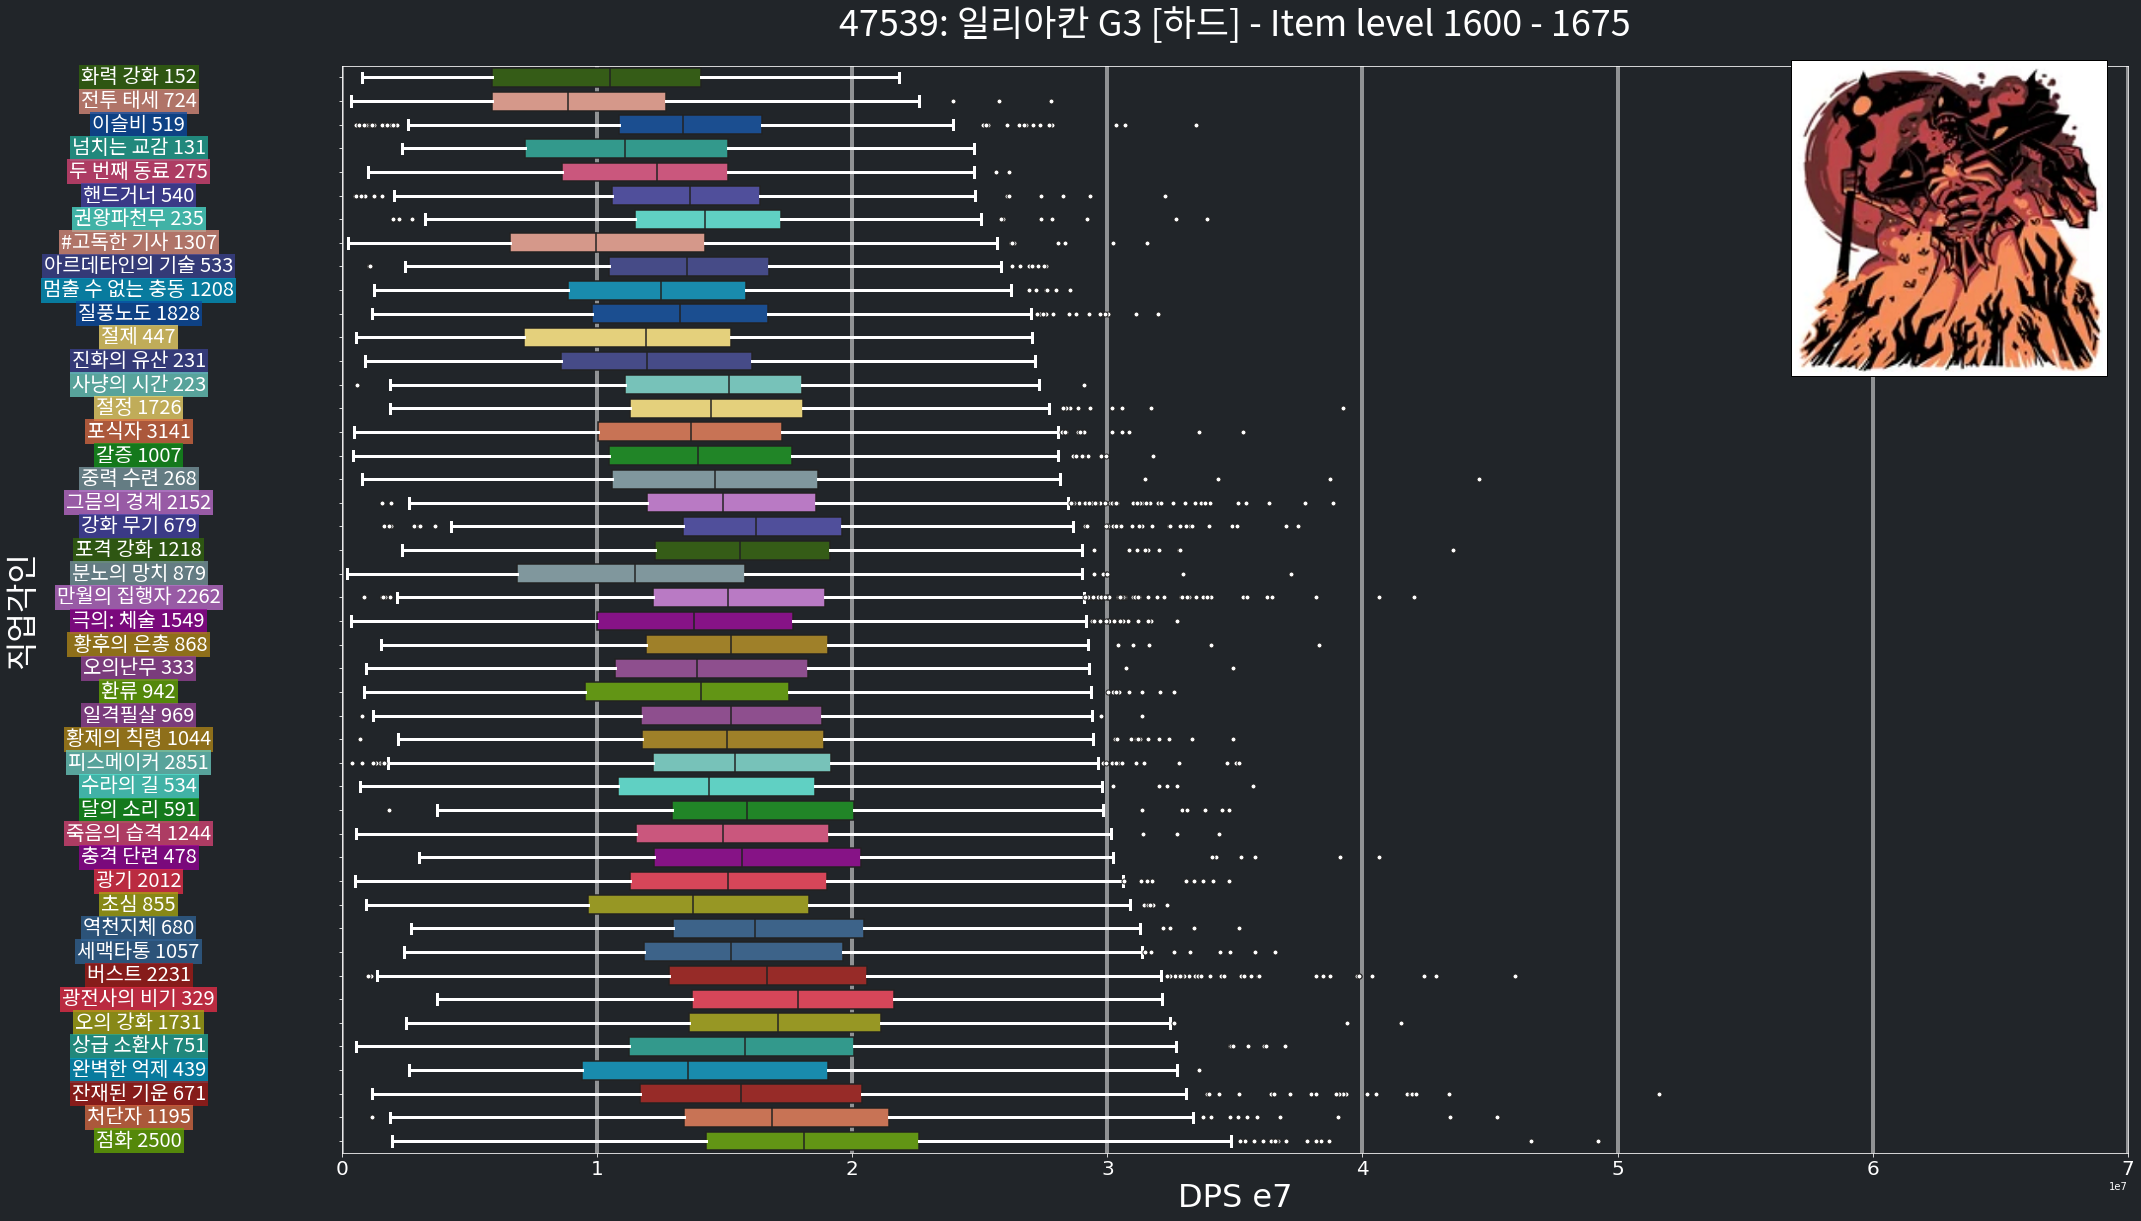 47539: 일리아칸 G3 [하드] - Item level 1600 - 1675
직업각인
화력 강화 152
전투 태세 724
이슬비 519
넘치는 교감 131
두 번째 동료 275
핸드거너 540
권왕파천무 235
#고독한 기사 1307
아르데타인의 기술 533
멈출 수 없는 충동 1208
질풍노도 1828
절제 447
진화의 유산 231
사냥의 시간 223
절정 1726
포식자 3141
갈증 1007
중력 수련 268
그믐의 경계 2152
강화 무기 679
포격 강화 1218
분노의 망치 879
만월의 집행자 2262
극의: 체술 1549
황후의 은총 868
오의난무 333
환류 942
일격필살 969
황제의 칙령 1044
피스메이커 2851
수라의 길 534
달의 소리 591
죽음의 습격 1244
충격 단련 478
광기 2012
초심 855
역천지체 680
세맥타통 1057
버스트 2231
광전사의 비기 329
오의 강화 1731
상급 소환사 751
완벽한 억제 439
잔재된 기운 671
처단자 1195
점화 2500
0 1 2 3 4 5 6 7
DPS e7
1e7